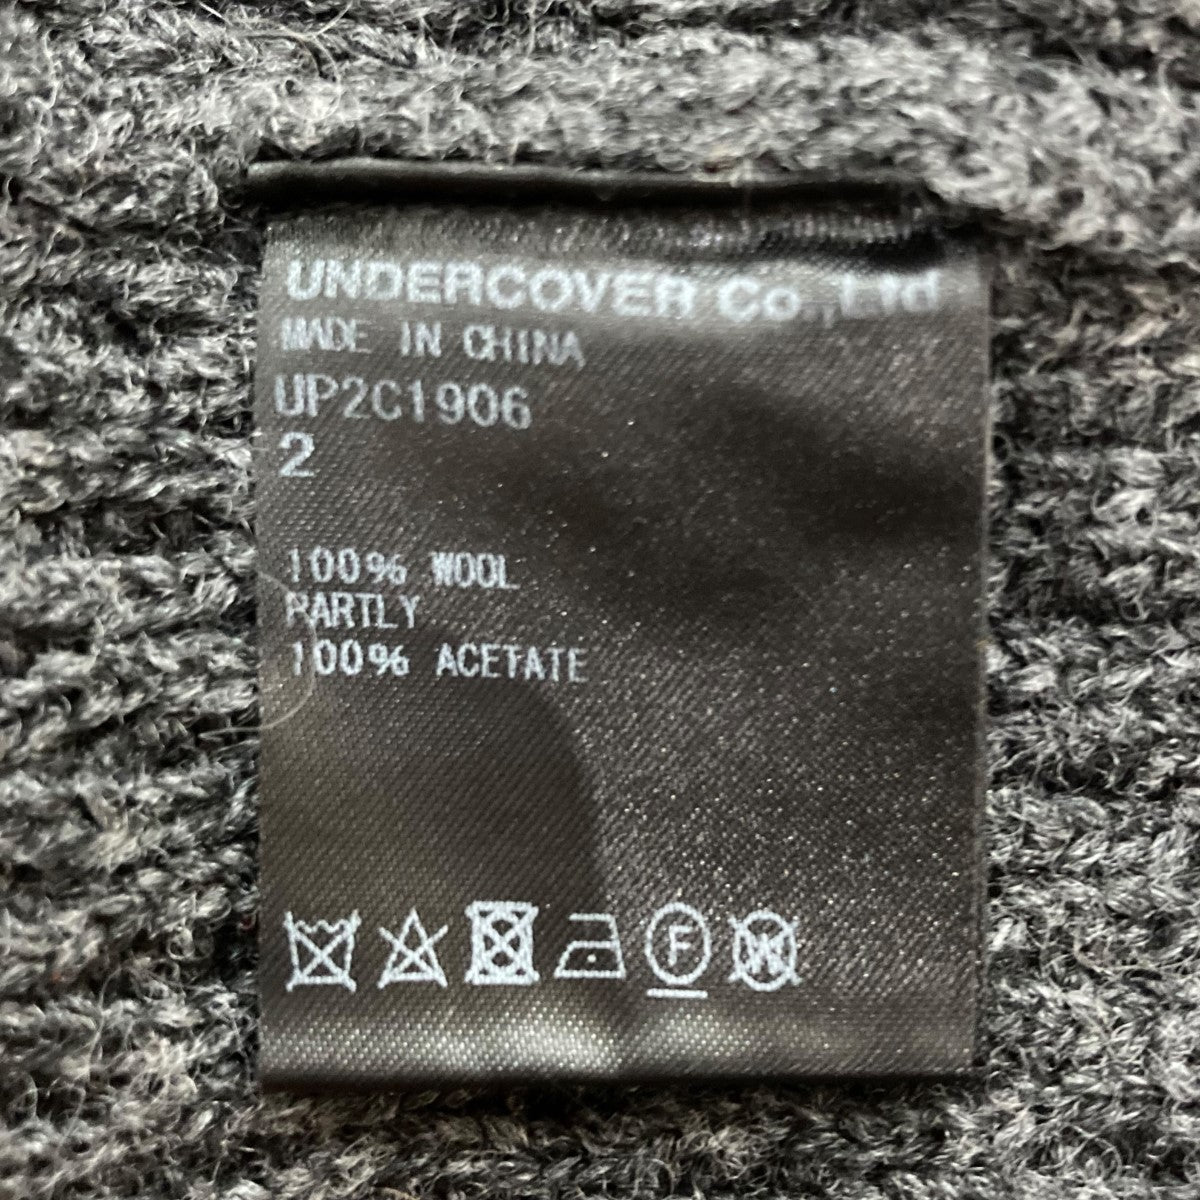 UNDERCOVER Co.,Ltd
MADE IN CHINA
UP2C1906
2
100% WOOL
PARTLY
100% ACETATE
F W